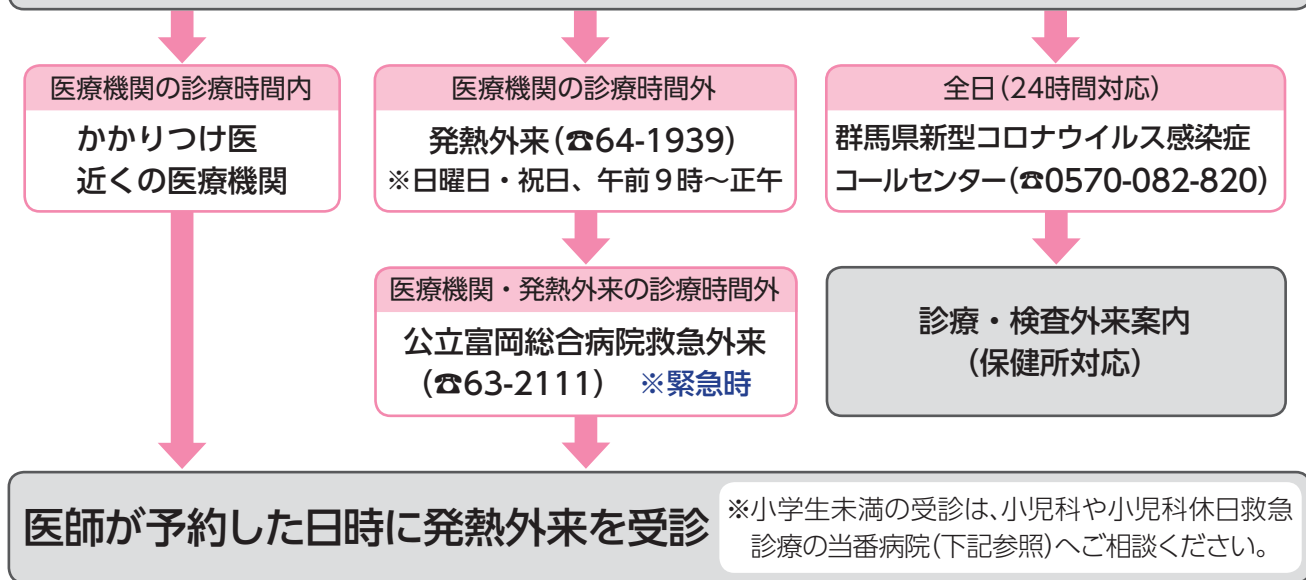 医療機関の診療時間内
かかりつけ医
近くの医療機関
医療機関の診療時間外
発熱外来(☎64-1939)
※日曜日・祝日、午前9時〜正午
医療機関・発熱外来の診療時間外
公立富岡総合病院救急外来
(☎63-2111) ※緊急時
全日(24時間対応)
群馬県新型コロナウイルス感染症
コールセンター(☎0570-082-820)
診療・検査外来案内
(保健所対応)
医師が予約した日時に発熱外来を受診
※小学生未満の受診は、小児科や小児科休日救急
診療の当番病院(下記参照)へご相談ください。